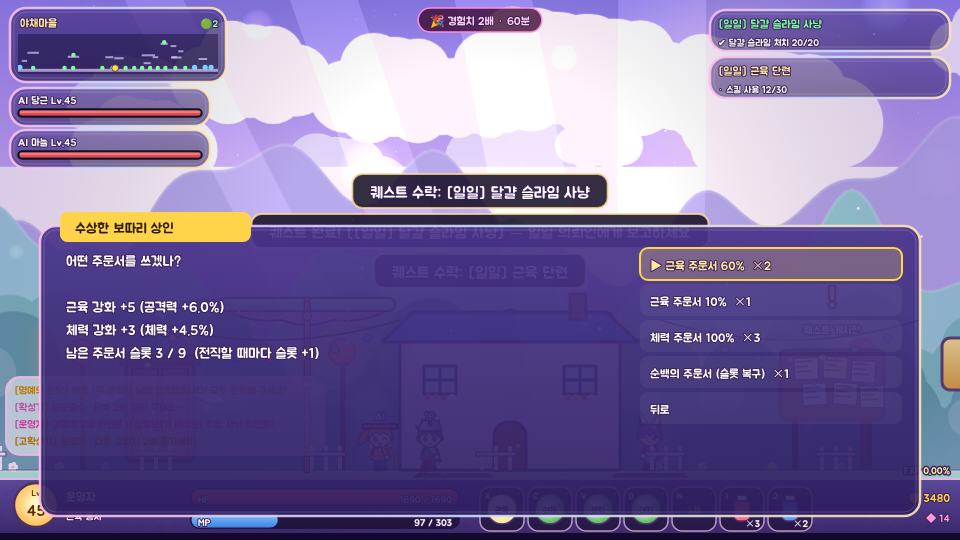 야채마을
2
AI 당근 Lv.45
AI 마늘 Lv.45
🎉 경험치 2배 · 60분
[일일] 달걀 슬라임 사냥
✔ 달걀 슬라임 처치 20/20
[일일] 근육 단련
· 스킬 사용 12/30
퀘스트 수락: [일일] 달걀 슬라임 사냥
퀘스트 수락: [일일] 근육 단련
수상한 보따리 상인
어떤 주문서를 쓰겠나?
근육 강화 +5 (공격력 +6.0%)
체력 강화 +3 (체력 +4.5%)
남은 주문서 슬롯 3 / 9 (전직할 때마다 슬롯 +1)
▶ 근육 주문서 60% ×2
근육 주문서 10% ×1
체력 주문서 100% ×3
순백의 주문서 (슬롯 복구) ×1
뒤로
Lv
45
운영자
HP
1690 / 1690
MP
97 / 303
×3
×2
0.00%
3480
14